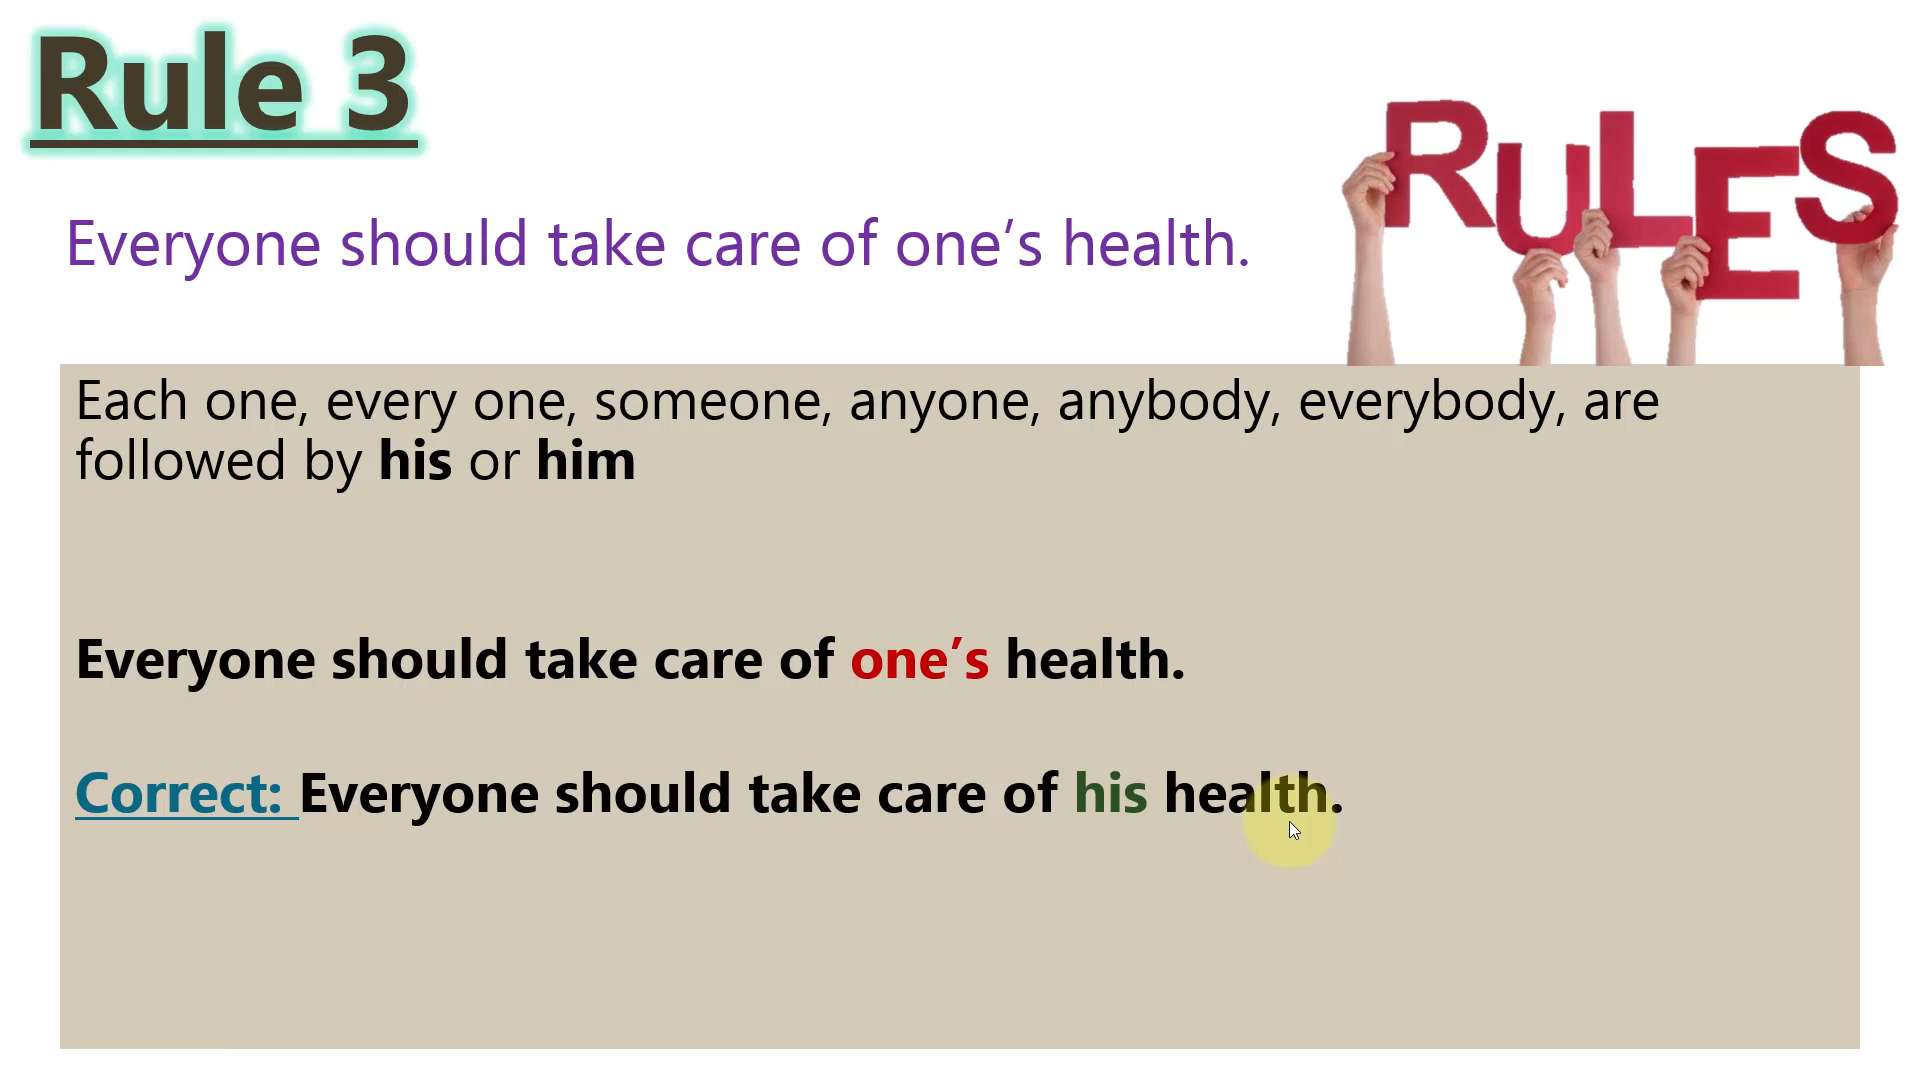 Rule 3
RULES
Everyone should take care of one’s health.
Each one, every one, someone, anyone, anybody, everybody, are
followed by his or him
Everyone should take care of one’s health.
Correct: Everyone should take care of his health.